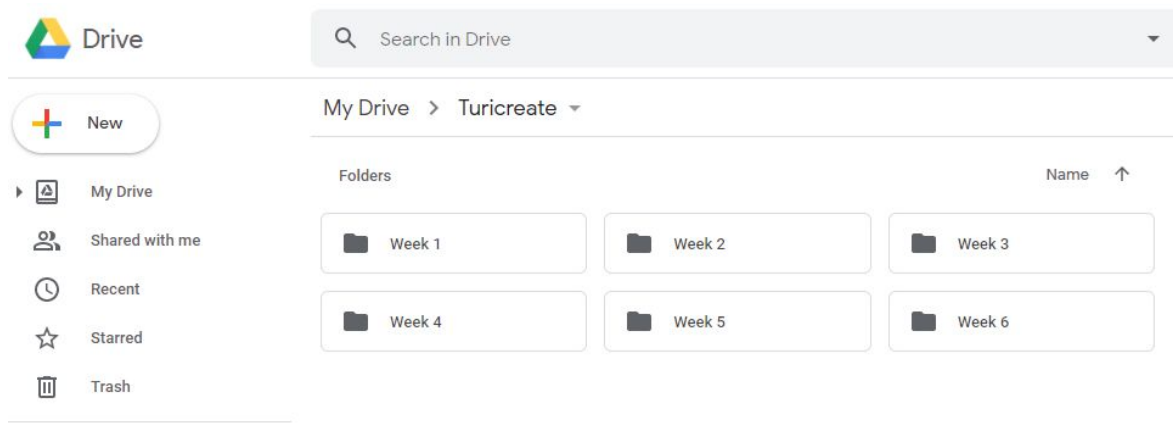 Drive
Search in Drive
New
My Drive > Turicreate
My Drive
Shared with me
Recent
Starred
Trash
Folders
Name
Week 1
Week 2
Week 3
Week 4
Week 5
Week 6